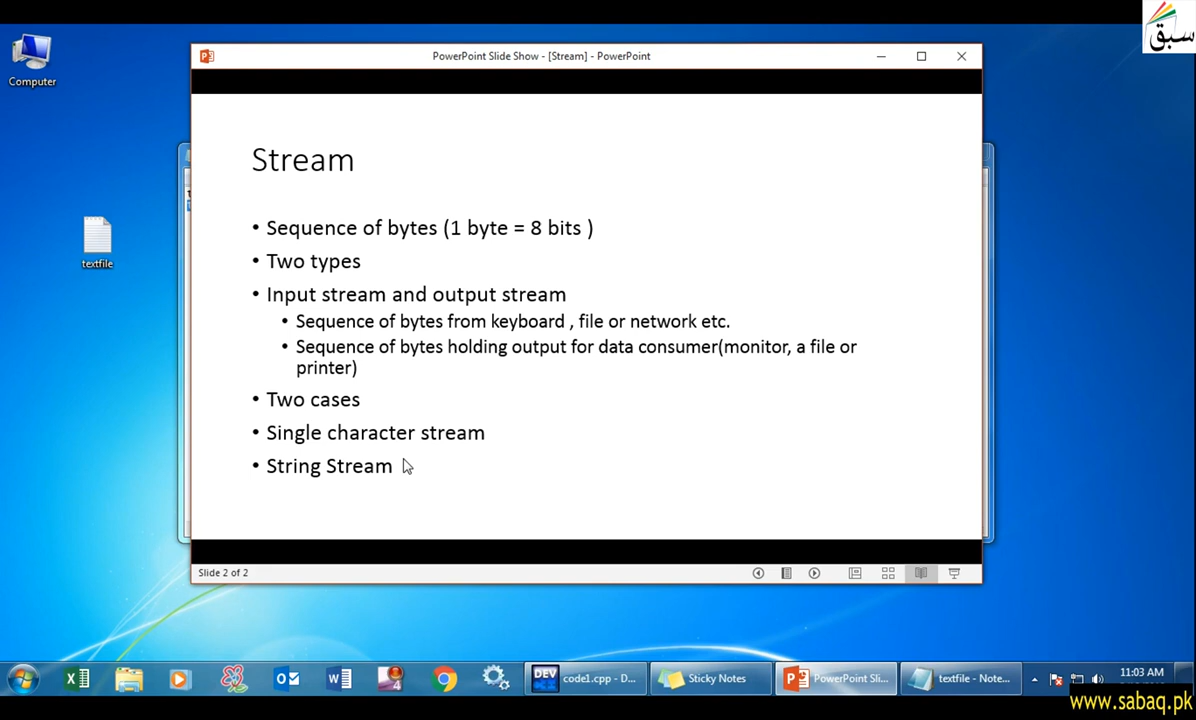 سبق
PowerPoint Slide Show - [Stream] - PowerPoint
Computer
Stream
• Sequence of bytes (1 byte = 8 bits )
• Two types
textfile
• Input stream and output stream
• Sequence of bytes from keyboard , file or network etc.
• Sequence of bytes holding output for data consumer(monitor, a file or
printer)
• Two cases
• Single character stream
• String Stream
Slide 2 of 2
DEV code1.cpp - D... Sticky Notes PowerPoint Sli... textfile - Note... 11:03 AM
www.sabaq.pk